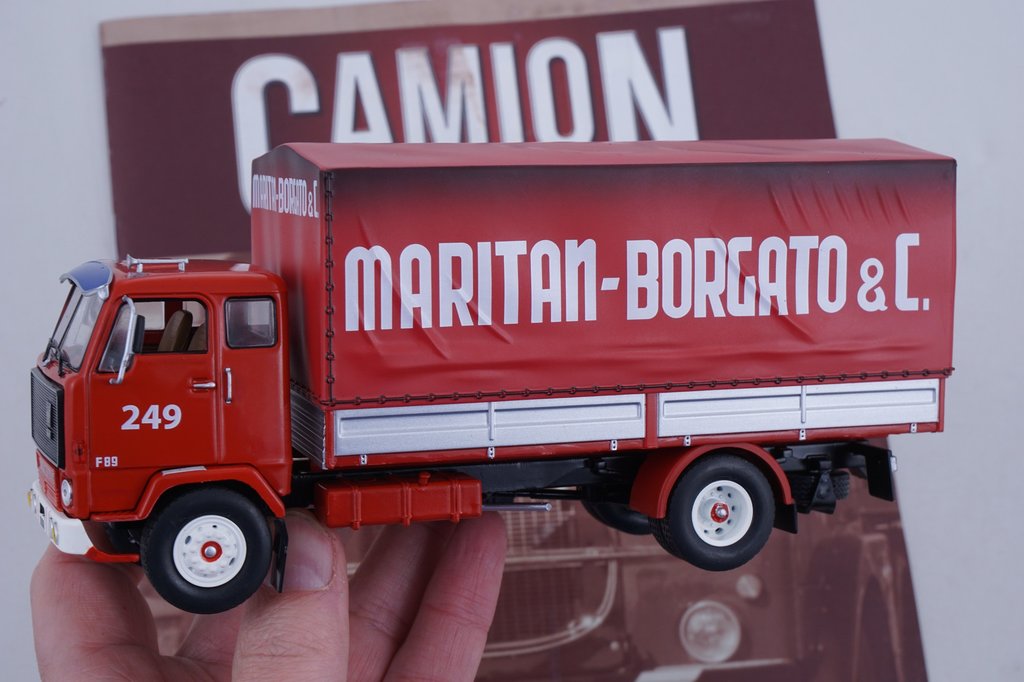 CAMION
MARITAN-BORGATO & C.
MARITAN-BORGATO & C.
249
F89